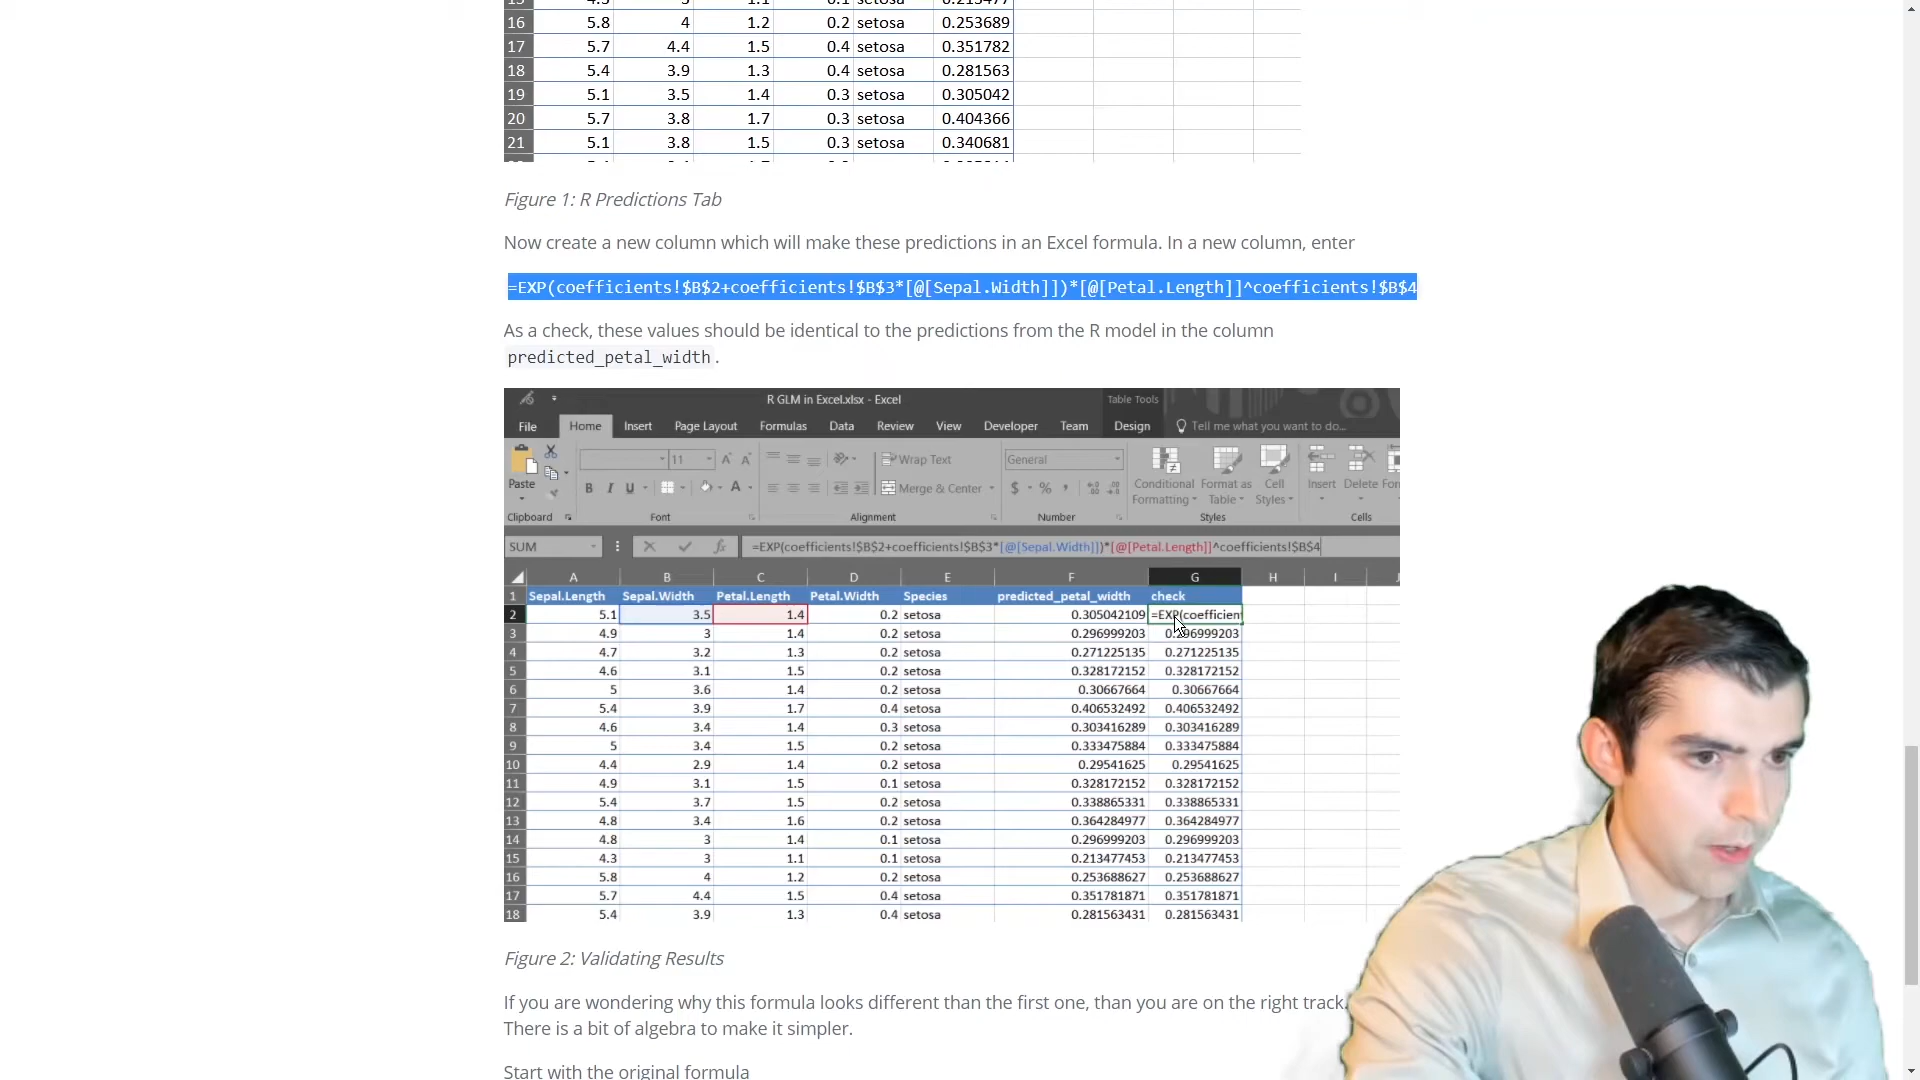 16 5.8 4 1.2 0.2 setosa 0.253689
17 5.7 4.4 1.5 0.4 setosa 0.351782
18 5.4 3.9 1.3 0.4 setosa 0.281563
19 5.1 3.5 1.4 0.3 setosa 0.305042
20 5.7 3.8 1.7 0.3 setosa 0.404366
21 5.1 3.8 1.5 0.3 setosa 0.340681
Figure 1: R Predictions Tab
Now create a new column which will make these predictions in an Excel formula. In a new column, enter
=EXP(coefficients!$B$2+coefficients!$B$3*[@[Sepal.Width]])*[@[Petal.Length]]^coefficients!$B$4
As a check, these values should be identical to the predictions from the R model in the column
predicted_petal_width .
R GLM in Excel.xlsx - Excel Table Tools
File Home Insert Page Layout Formulas Data Review View Developer Team Design Tell me what you want to do...
11 Wrap Text General
Paste B I U A Merge & Center $ % Conditional Formatting Format as Table Cell Styles Insert Delete
Clipboard Font Alignment Number Styles Cells
SUM fx =EXP(coefficients!$B$2+coefficients!$B$3*[@[Sepal.Width]])*[@[Petal.Length]]^coefficients!$B$4
A B C D E F G H I
1 Sepal.Length Sepal.Width Petal.Length Petal.Width Species predicted_petal_width check
2 5.1 3.5 1.4 0.2 setosa 0.305042109 =EXP(coefficien
3 4.9 3 1.4 0.2 setosa 0.296999203 0.296999203
4 4.7 3.2 1.3 0.2 setosa 0.271225135 0.271225135
5 4.6 3.1 1.5 0.2 setosa 0.328172152 0.328172152
6 5 3.6 1.4 0.2 setosa 0.30667664 0.30667664
7 5.4 3.9 1.7 0.4 setosa 0.406532492 0.406532492
8 4.6 3.4 1.4 0.3 setosa 0.303416289 0.303416289
9 5 3.4 1.5 0.2 setosa 0.333475884 0.333475884
10 4.4 2.9 1.4 0.2 setosa 0.29541625 0.29541625
11 4.9 3.1 1.5 0.1 setosa 0.328172152 0.328172152
12 5.4 3.7 1.5 0.2 setosa 0.338865331 0.338865331
13 4.8 3.4 1.6 0.2 setosa 0.364284977 0.364284977
14 4.8 3 1.4 0.1 setosa 0.296999203 0.296999203
15 4.3 3 1.1 0.1 setosa 0.213477453 0.213477453
16 5.8 4 1.2 0.2 setosa 0.253688627 0.253688627
17 5.7 4.4 1.5 0.4 setosa 0.351781871 0.351781871
18 5.4 3.9 1.3 0.4 setosa 0.281563431 0.281563431
Figure 2: Validating Results
If you are wondering why this formula looks different than the first one, than you are on the right track.
There is a bit of algebra to make it simpler.
Start with the original formula